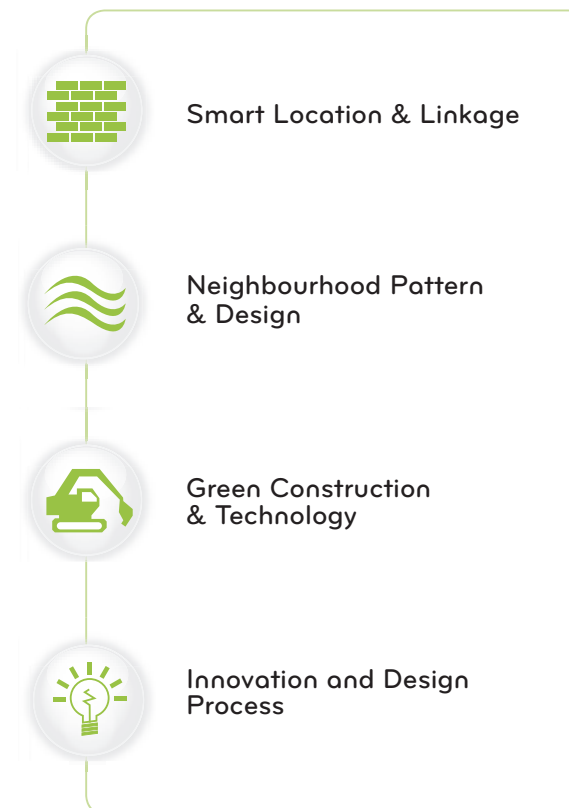 Smart Location & Linkage
Neighbourhood Pattern
& Design
Green Construction
& Technology
Innovation and Design
Process